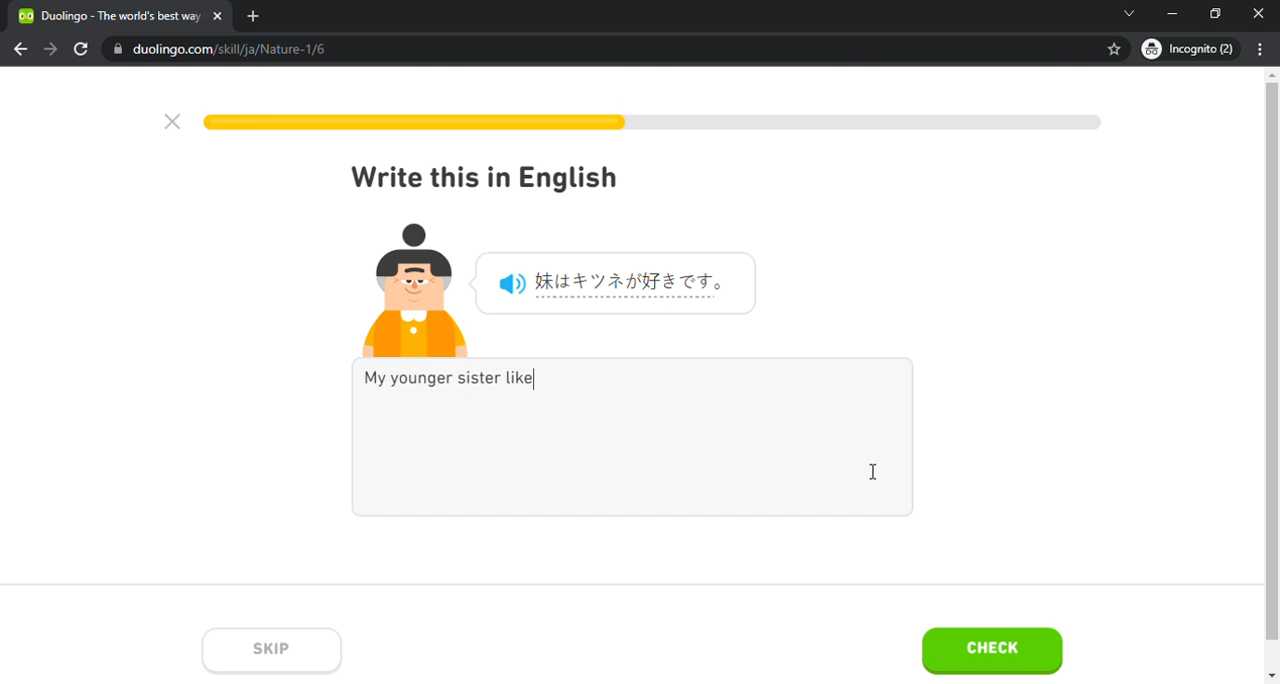 Duolingo - The world's best way
duolingo.com/skill/ja/Nature-1/6
Incognito (2)
Write this in English
妹はキツネが好きです。
My younger sister like
SKIP
CHECK